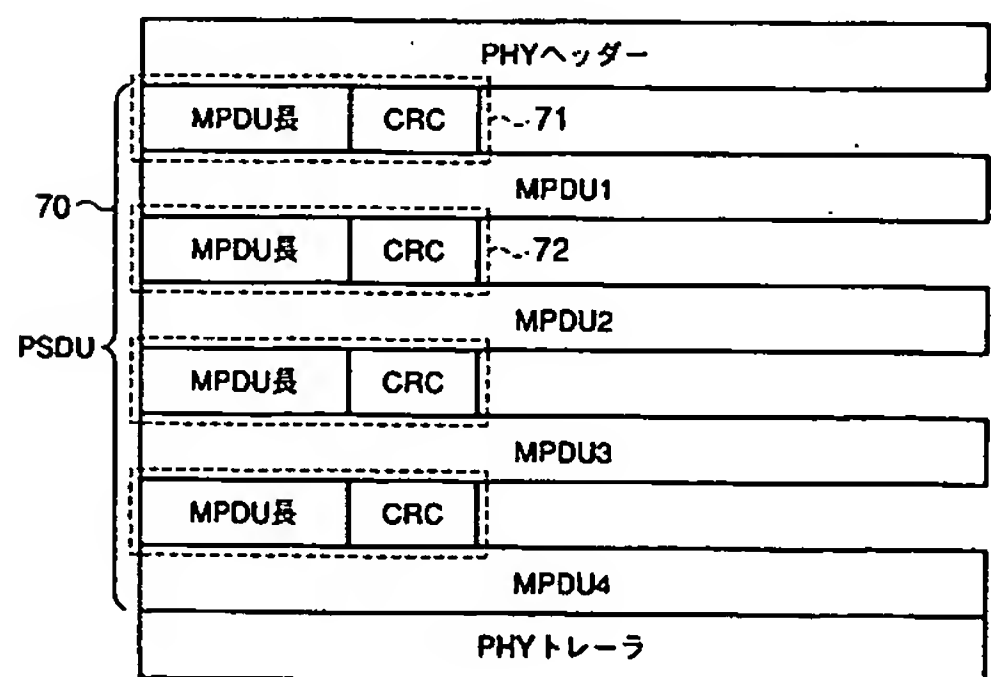 PHYヘッダー
MPDU長 CRC 71
MPDU1
70
MPDU長 CRC 72
MPDU2
PSDU
MPDU長 CRC
MPDU3
MPDU長 CRC
MPDU4
PHYトレーラ